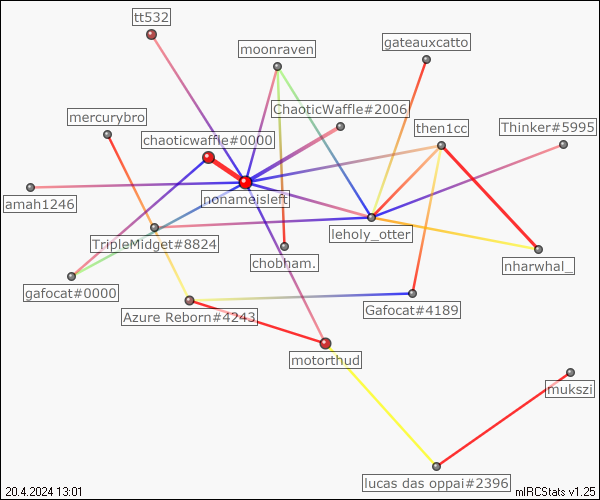 tt532
moonraven
gateauxcatto
ChaoticWaffle#2006
mercurybro
then1cc
Thinker#5995
chaoticwaffle#0000
nonameisleft
amah1246
leholy_otter
TripleMidget#8824
chobham.
nharwhal_
gafocat#0000
Azure Reborn#4243
Gafocat#4189
motorthud
mukszi
lucas das oppai#2396
20.4.2024 13:01
mIRCStats v1.25